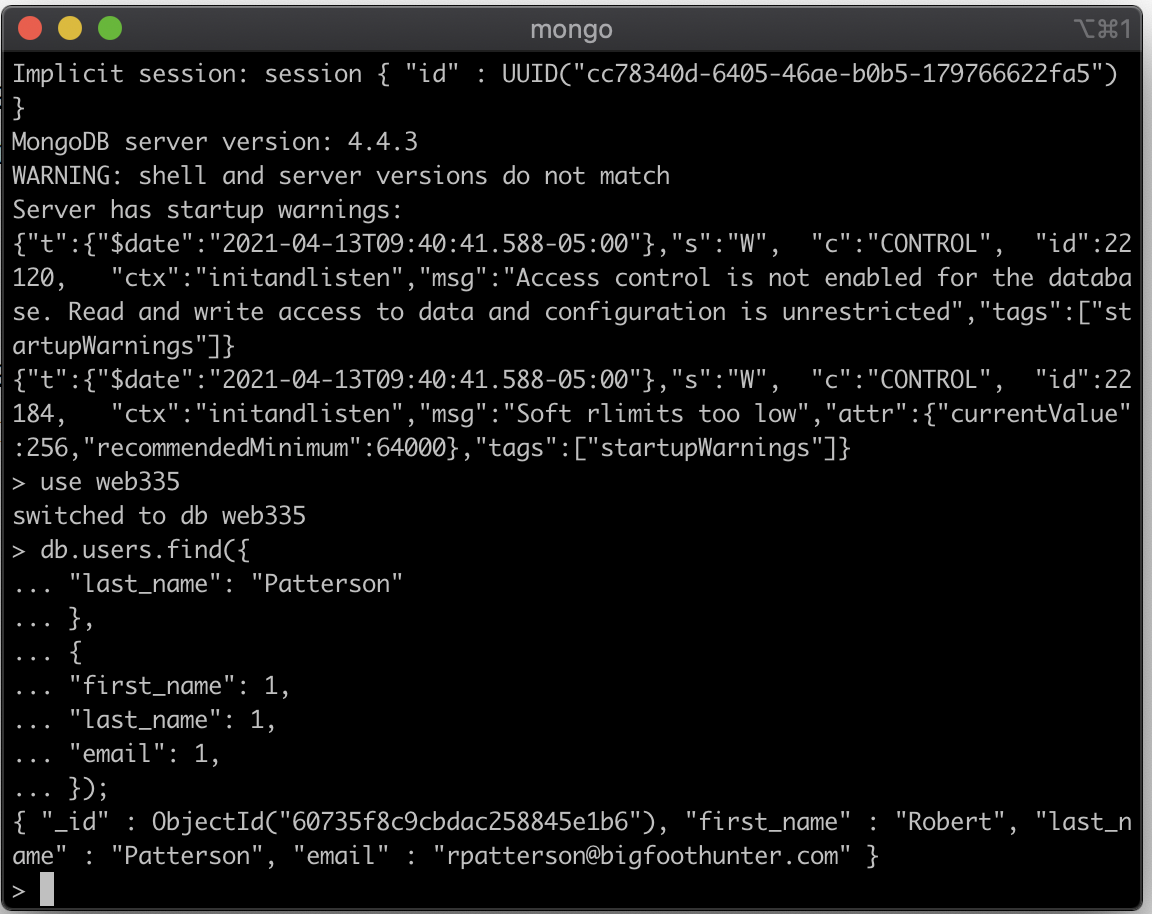 mongo
⌥⌘1
Implicit session: session { "id" : UUID("cc78340d-6405-46ae-b0b5-179766622fa5")
}
MongoDB server version: 4.4.3
WARNING: shell and server versions do not match
Server has startup warnings:
{"t":{"$date":"2021-04-13T09:40:41.588-05:00"},"s":"W",  "c":"CONTROL",  "id":22
120,   "ctx":"initandlisten","msg":"Access control is not enabled for the databa
se. Read and write access to data and configuration is unrestricted","tags":["st
artupWarnings"]}
{"t":{"$date":"2021-04-13T09:40:41.588-05:00"},"s":"W",  "c":"CONTROL",  "id":22
184,   "ctx":"initandlisten","msg":"Soft rlimits too low","attr":{"currentValue"
:256,"recommendedMinimum":64000},"tags":["startupWarnings"]}
> use web335
switched to db web335
> db.users.find({
... "last_name": "Patterson"
... },
... {
... "first_name": 1,
... "last_name": 1,
... "email": 1,
... });
{ "_id" : ObjectId("60735f8c9cbdac258845e1b6"), "first_name" : "Robert", "last_n
ame" : "Patterson", "email" : "rpatterson@bigfoothunter.com" }
>